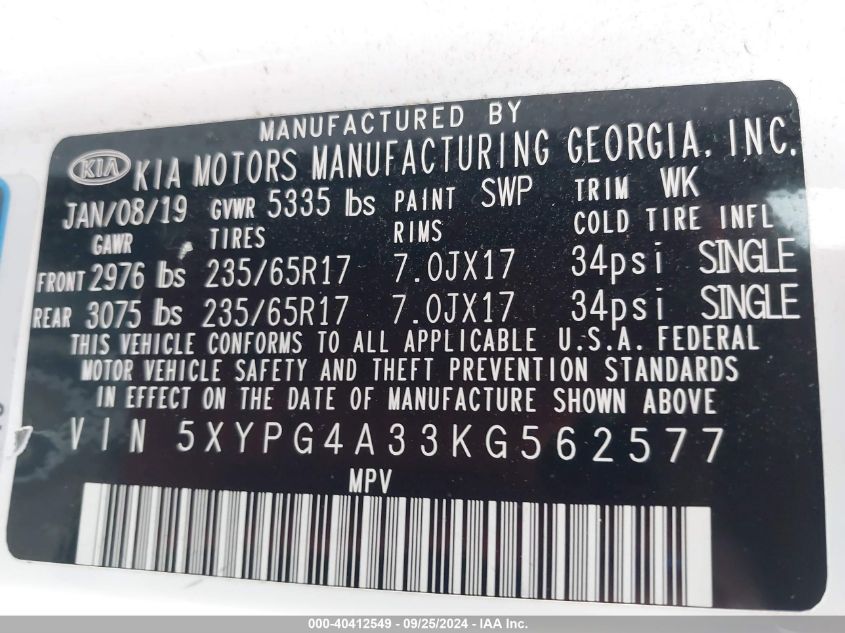 MANUFACTURED BY
KIA KIA MOTORS MANUFACTURING GEORGIA, INC.
JAN/08/19 GVWR 5335 lbs PAINT SWP TRIM WK
GAWR TIRES RIMS COLD TIRE INFL
FRONT 2976 lbs 235/65R17 7.0JX17 34psi SINGLE
REAR 3075 lbs 235/65R17 7.0JX17 34psi SINGLE
THIS VEHICLE CONFORMS TO ALL APPLICABLE U.S.A. FEDERAL
MOTOR VEHICLE SAFETY AND THEFT PREVENTION STANDARDS
IN EFFECT ON THE DATE OF MANUFACTURE SHOWN ABOVE
VIN 5XYPG4A33KG562577
MPV
000-40412549 - 09/25/2024 - IAA Inc.